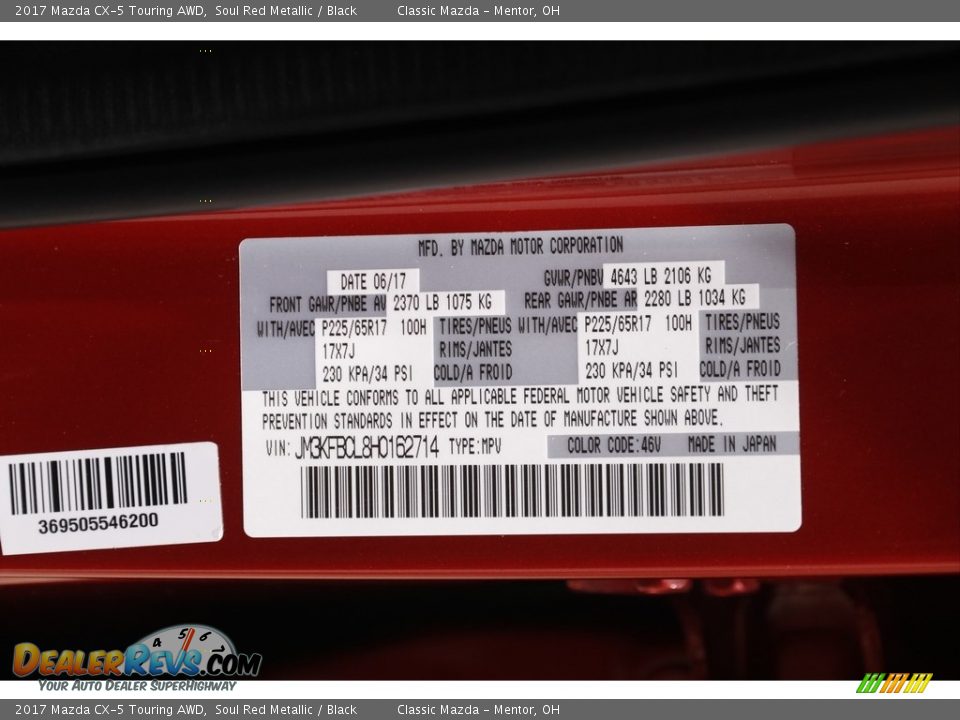 2017 Mazda CX-5 Touring AWD, Soul Red Metallic / Black Classic Mazda - Mentor, OH
MFD. BY MAZDA MOTOR CORPORATION
DATE 06/17 GVWR/PNBV 4643 LB 2106 KG
FRONT GAWR/PNBE AV 2370 LB 1075 KG REAR GAWR/PNBE AR 2280 LB 1034 KG
WITH/AVEC P225/65R17 100H TIRES/PNEUS WITH/AVEC P225/65R17 100H TIRES/PNEUS
17X7J RIMS/JANTES 17X7J RIMS/JANTES
230 KPA/34 PSI COLD/A FROID 230 KPA/34 PSI COLD/A FROID
THIS VEHICLE CONFORMS TO ALL APPLICABLE FEDERAL MOTOR VEHICLE SAFETY AND THEFT
PREVENTION STANDARDS IN EFFECT ON THE DATE OF MANUFACTURE SHOWN ABOVE.
VIN: JM3KFBCL8H0162714 TYPE:MPV COLOR CODE:46V MADE IN JAPAN
369505546200
4 5 6
DealerRevs.com
Your Auto Dealer SuperHighway
2017 Mazda CX-5 Touring AWD, Soul Red Metallic / Black Classic Mazda - Mentor, OH